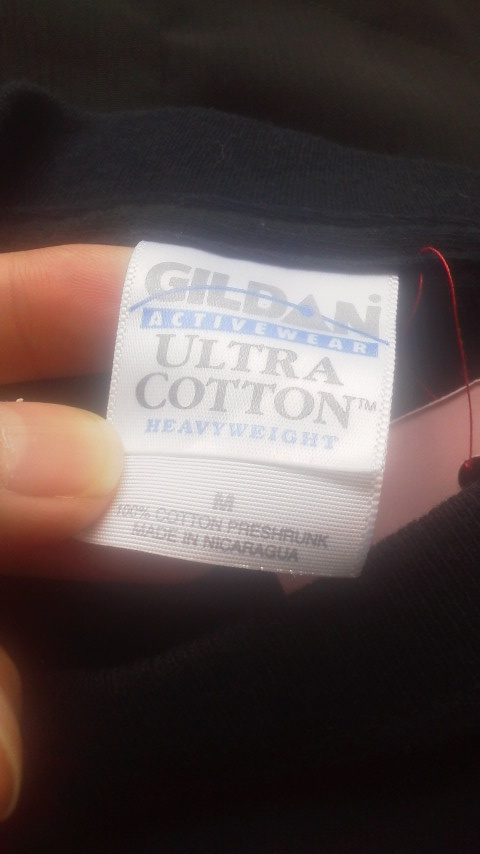 GILDAN
ACTIVEWEAR
ULTRA
COTTON™
HEAVYWEIGHT
M
100% COTTON PRESHRUNK
MADE IN NICARAGUA